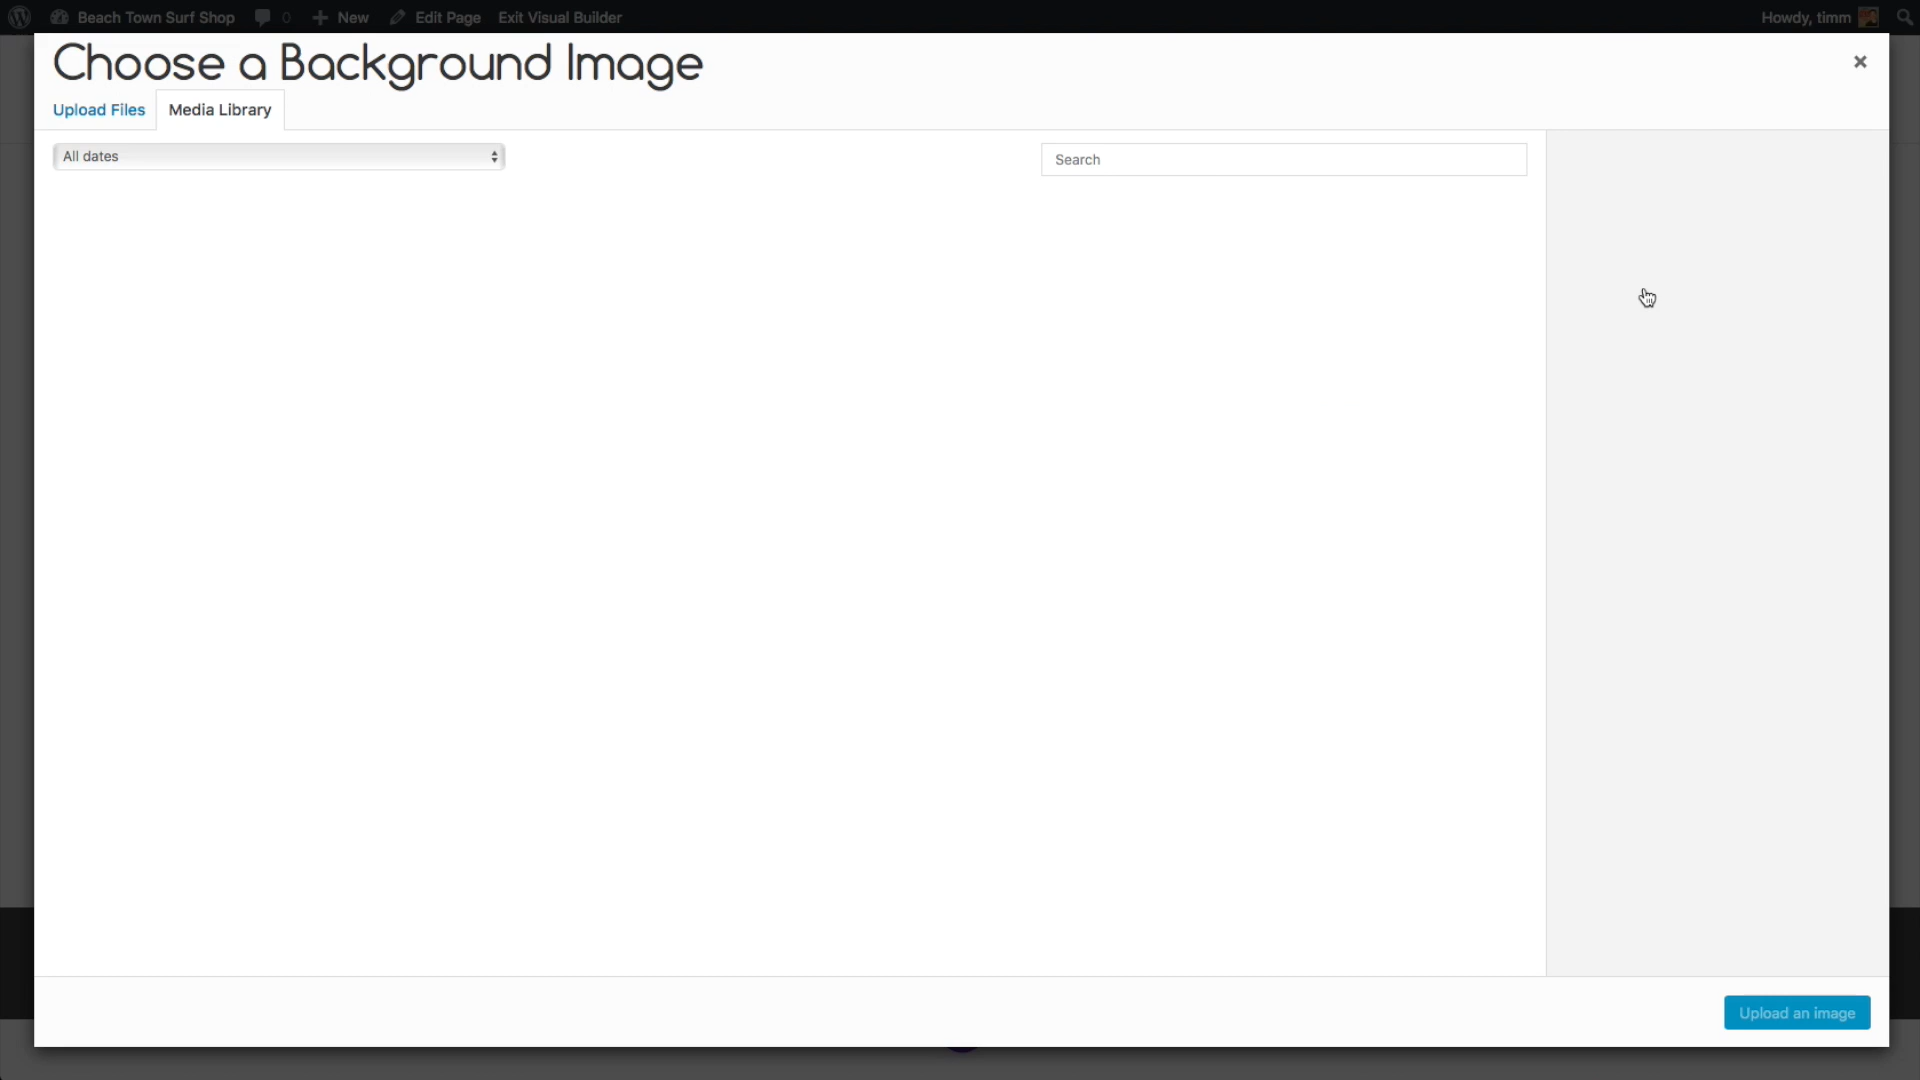 Beach Town Surf Shop 0 New Edit Page Exit Visual Builder Howdy, timm
Choose a Background Image
Upload Files Media Library
All dates Search
Upload an image